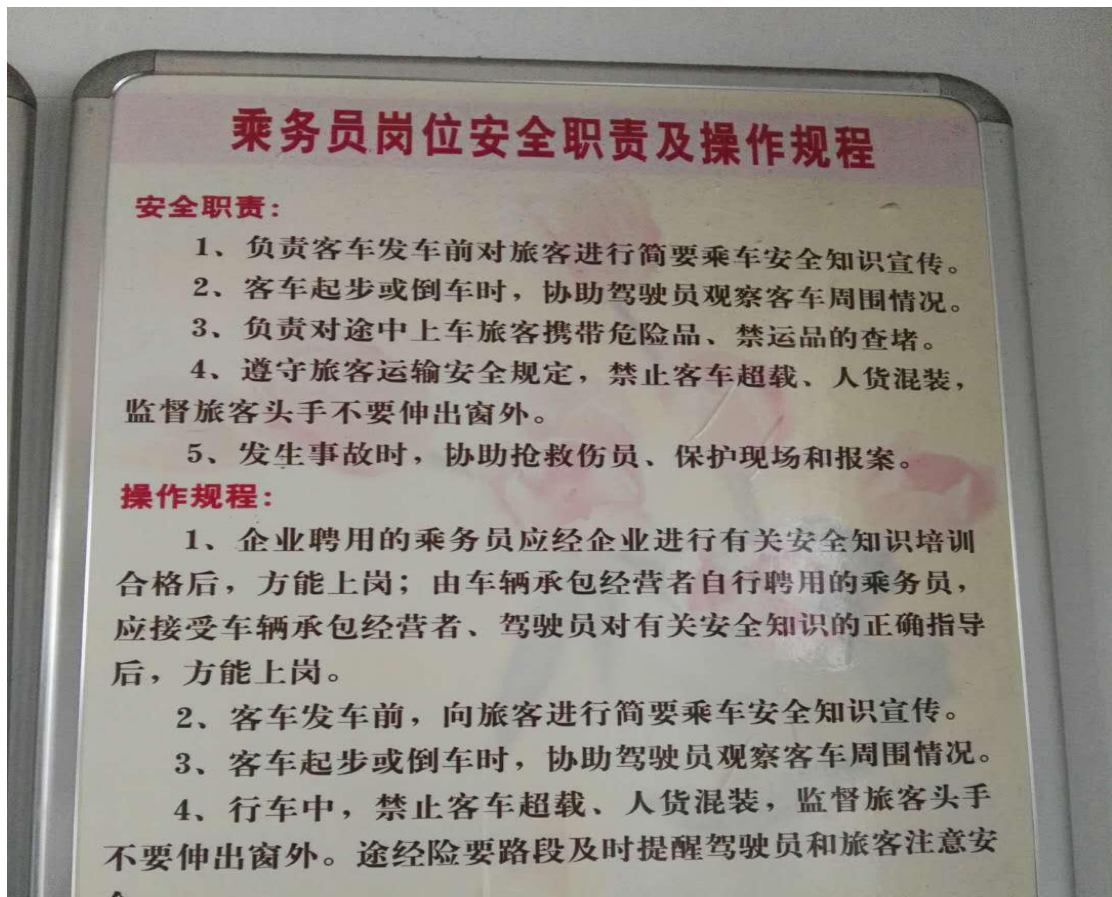 乘务员岗位安全职责及操作规程
安全职责：
1、负责客车发车前对旅客进行简要乘车安全知识宣传。
2、客车起步或倒车时，协助驾驶员观察客车周围情况。
3、负责对途中上车旅客携带危险品、禁运品的查堵。
4、遵守旅客运输安全规定，禁止客车超载、人货混装，
监督旅客头手不要伸出窗外。
5、发生事故时，协助抢救伤员、保护现场和报案。
操作规程：
1、企业聘用的乘务员应经企业进行有关安全知识培训
合格后，方能上岗；由车辆承包经营者自行聘用的乘务员，
应接受车辆承包经营者、驾驶员对有关安全知识的正确指导
后，方能上岗。
2、客车发车前，向旅客进行简要乘车安全知识宣传。
3、客车起步或倒车时，协助驾驶员观察客车周围情况。
4、行车中，禁止客车超载、人货混装，监督旅客头手
不要伸出窗外。途经险要路段及时提醒驾驶员和旅客注意安